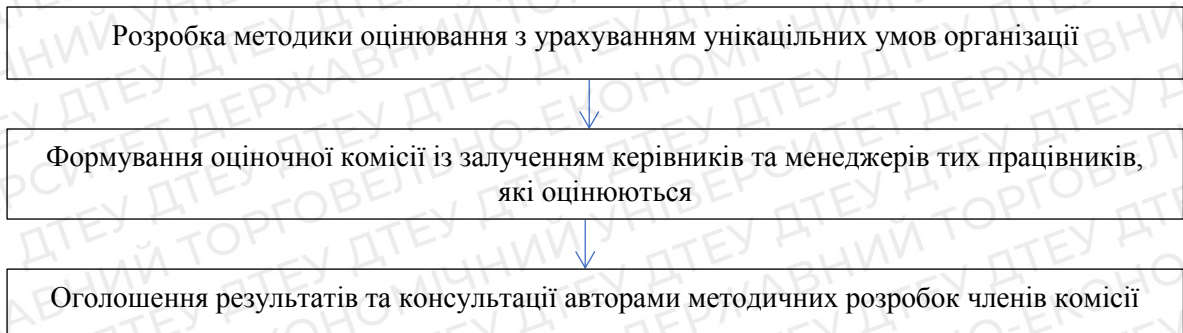 Розробка методики оцінювання з урахуванням унікацільних умов організації
Формування оціночної комісії із залученням керівників та менеджерів тих працівників,
які оцінюються
Оголошення результатів та консультації авторами методичних розробок членів комісії